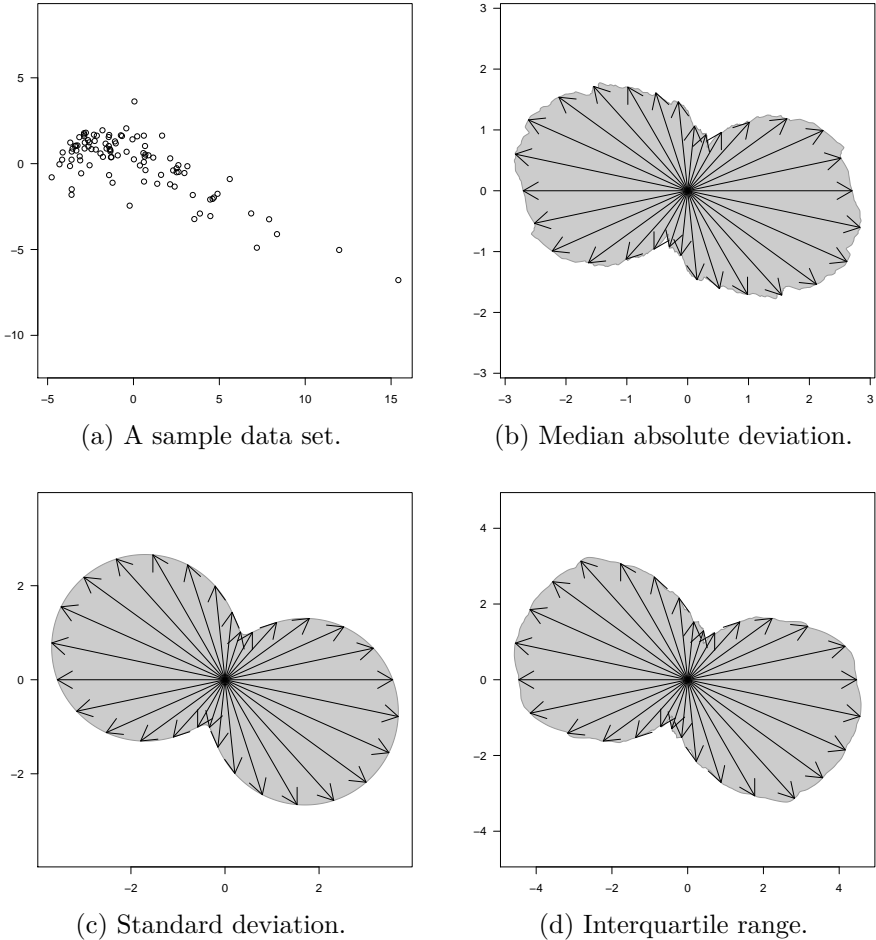 5
0
−5
−10
−5 0 5 10 15
(a) A sample data set.
3
2
1
0
−1
−2
−3
−3 −2 −1 0 1 2 3
(b) Median absolute deviation.
2
0
−2
−2 0 2
(c) Standard deviation.
4
2
0
−2
−4
−4 −2 0 2 4
(d) Interquartile range.